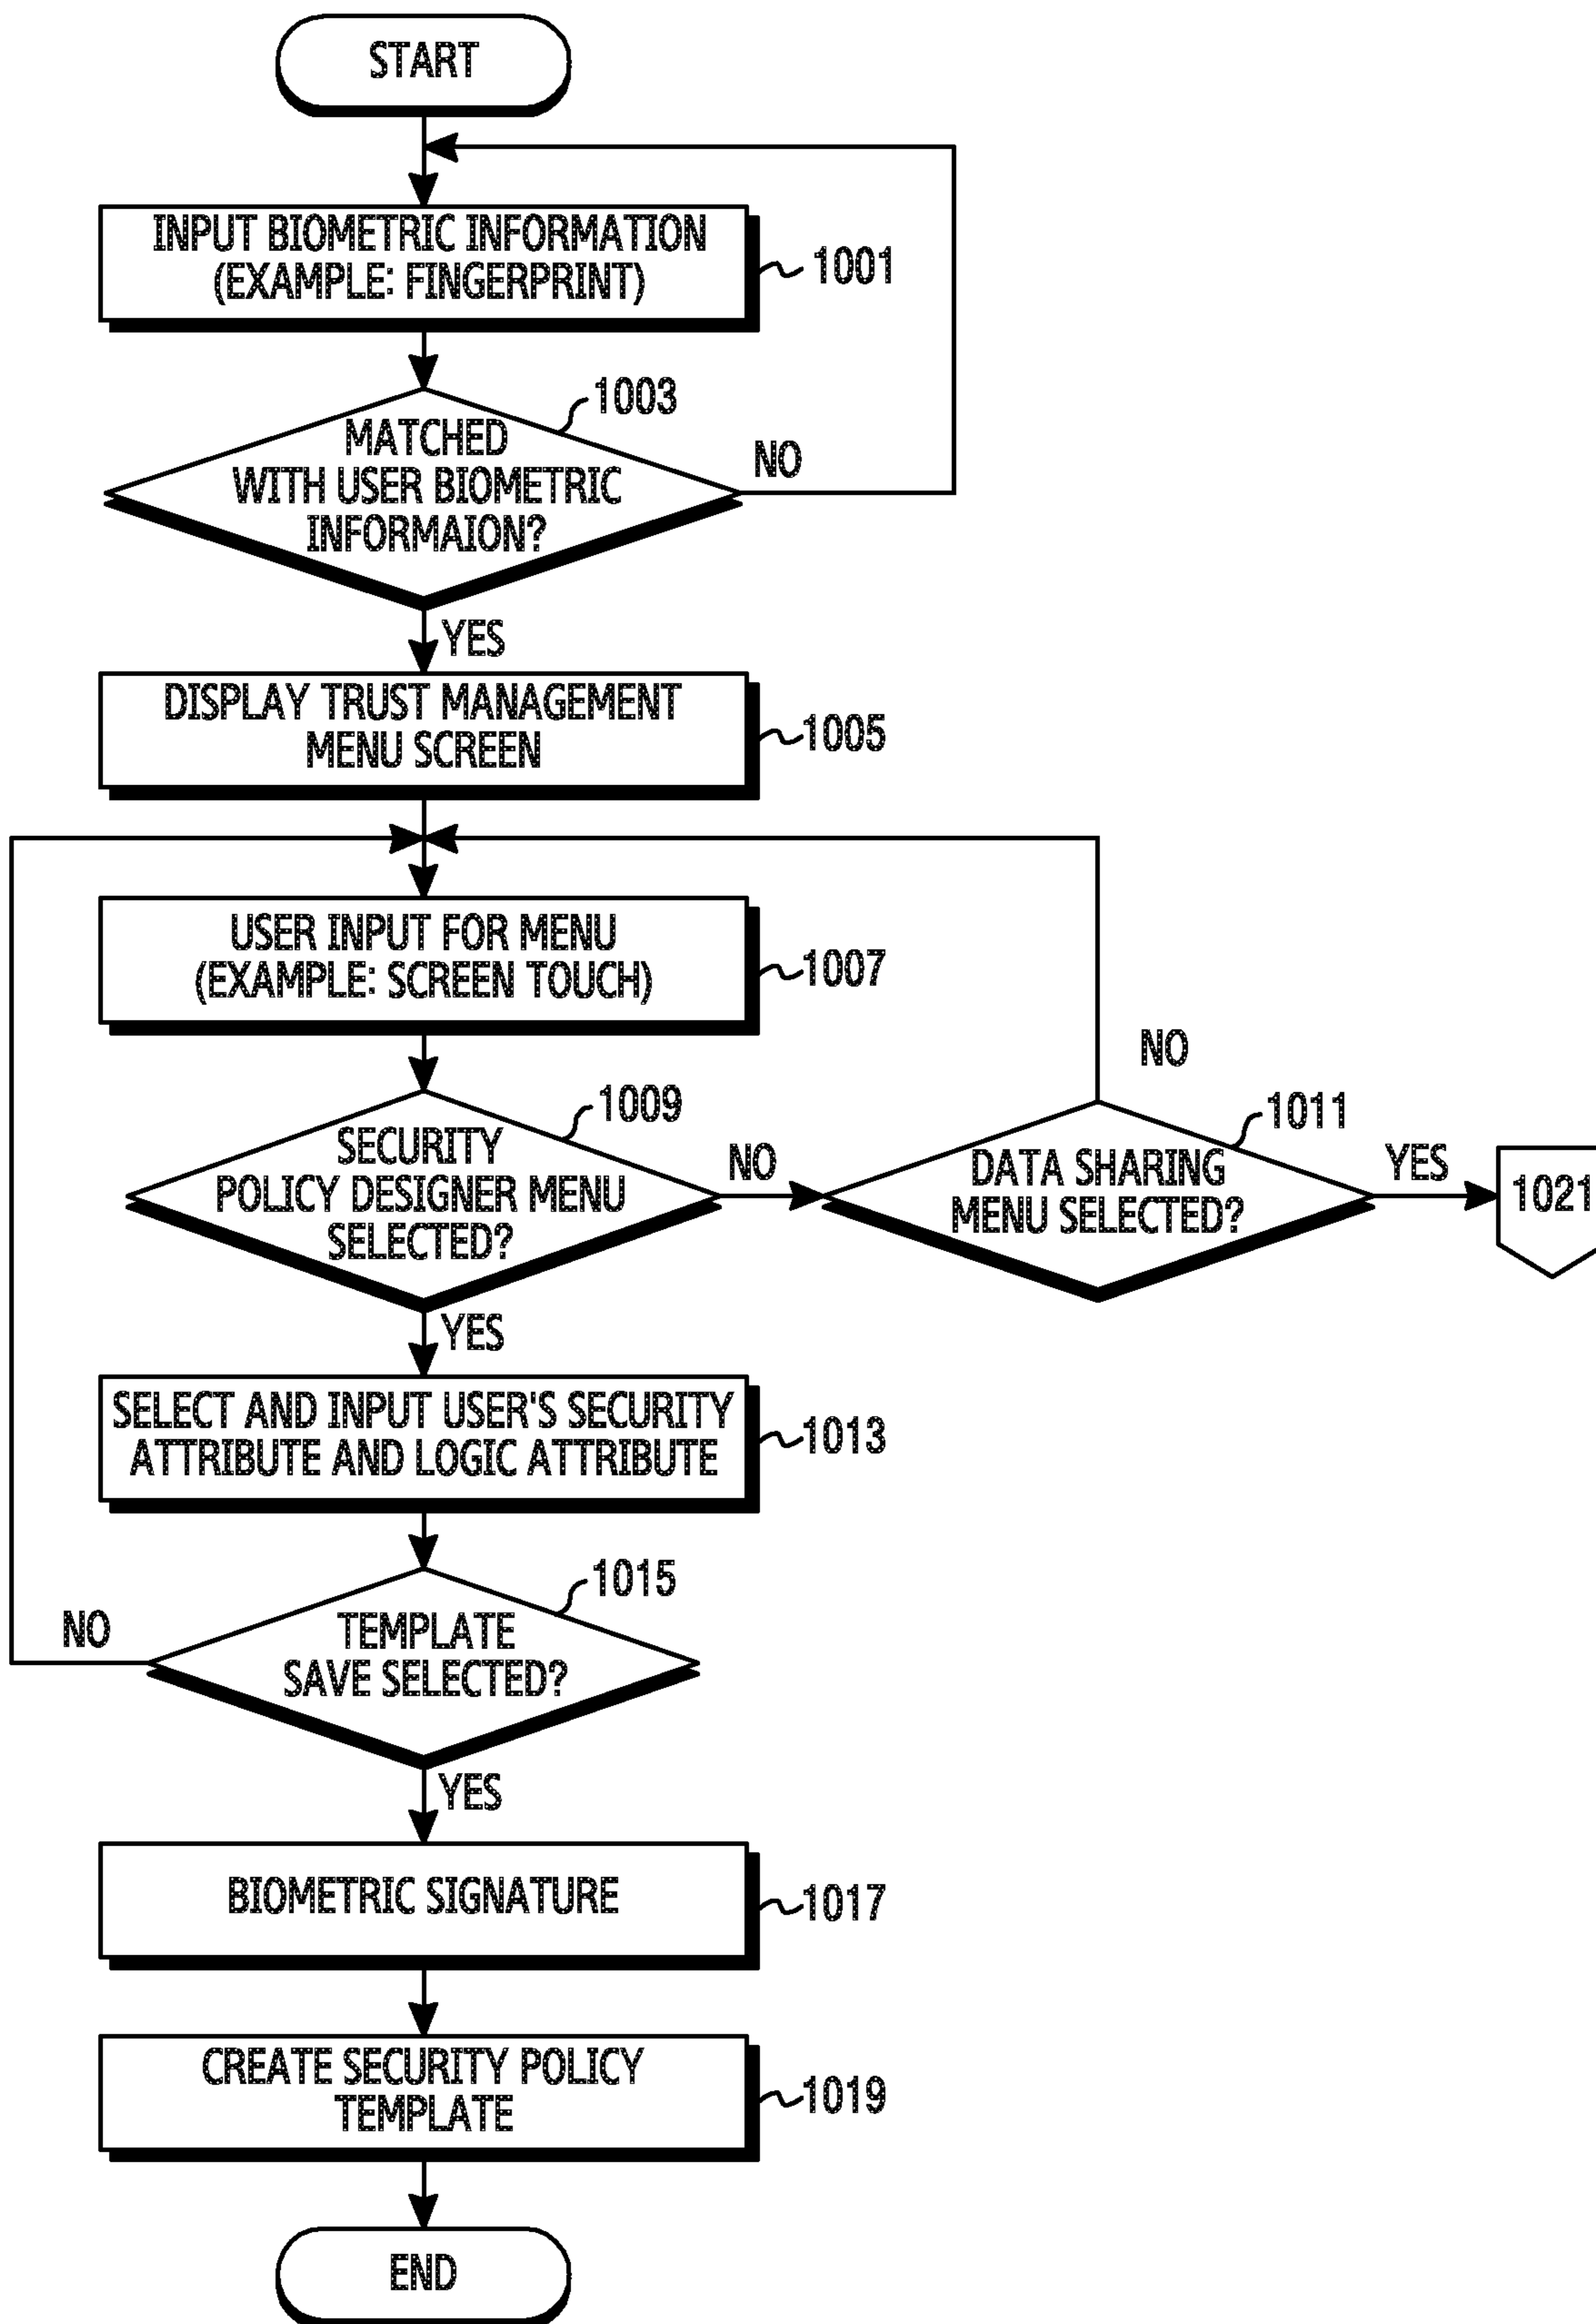 START
INPUT BIOMETRIC INFORMATION
(EXAMPLE: FINGERPRINT)
1001
1003
MATCHED
WITH USER BIOMETRIC
INFORMAION?
NO
YES
DISPLAY TRUST MANAGEMENT
MENU SCREEN
1005
USER INPUT FOR MENU
(EXAMPLE: SCREEN TOUCH)
1007
1009
SECURITY
POLICY DESIGNER MENU
SELECTED?
NO
NO
1011
DATA SHARING
MENU SELECTED?
YES
1021
YES
SELECT AND INPUT USER'S SECURITY
ATTRIBUTE AND LOGIC ATTRIBUTE
1013
1015
TEMPLATE
SAVE SELECTED?
NO
YES
BIOMETRIC SIGNATURE
1017
CREATE SECURITY POLICY
TEMPLATE
1019
END